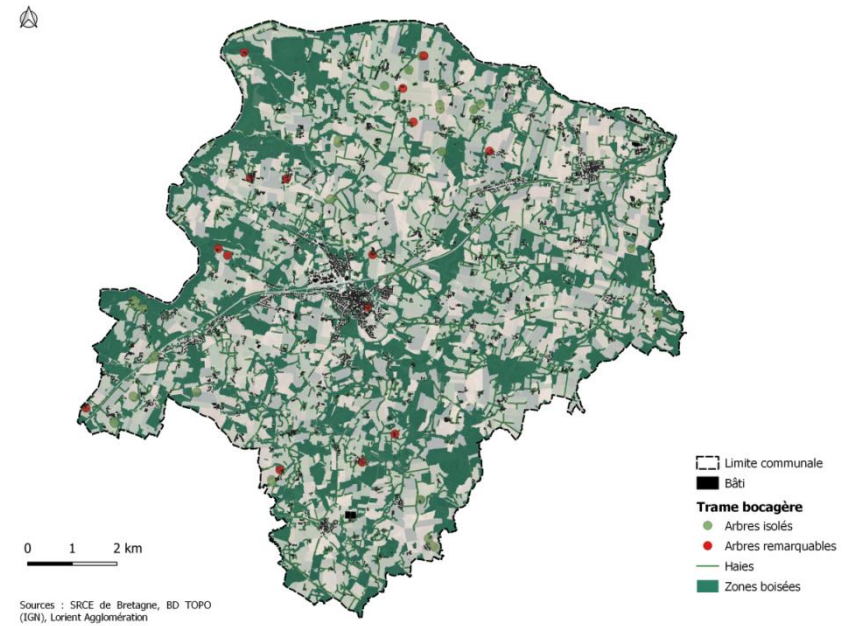 Limite communale
Bâti
Trame bocagère
Arbres isolés
Arbres remarquables
Haies
Zones boisées
0 1 2 km
Sources : SRCE de Bretagne, BD TOPO
(IGN), Lorient Agglomération